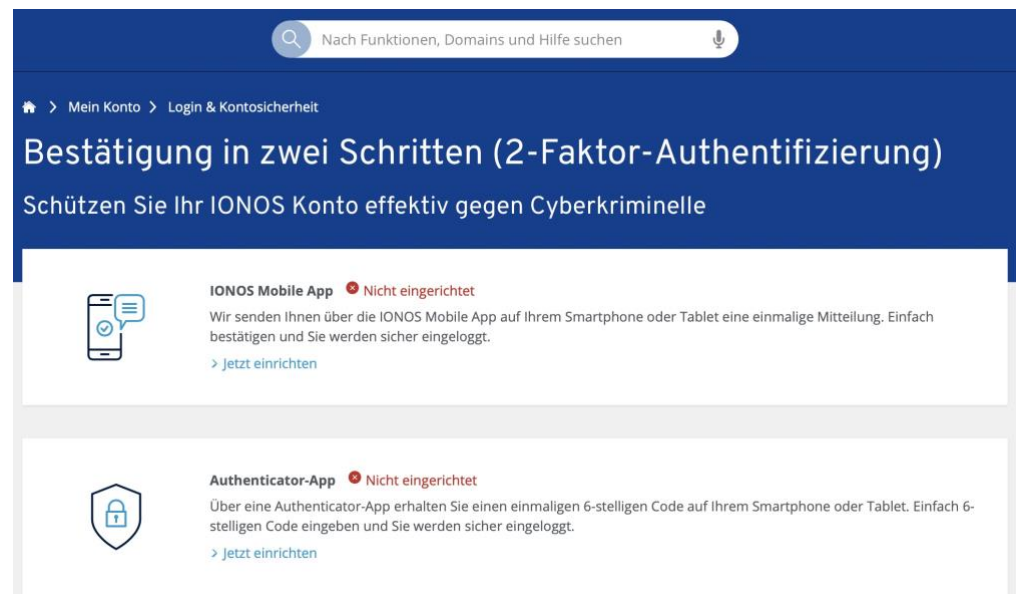 Nach Funktionen, Domains und Hilfe suchen
Mein Konto > Login & Kontosicherheit
Bestätigung in zwei Schritten (2-Faktor-Authentifizierung)
Schützen Sie Ihr IONOS Konto effektiv gegen Cyberkriminelle
IONOS Mobile App Nicht eingerichtet
Wir senden Ihnen über die IONOS Mobile App auf Ihrem Smartphone oder Tablet eine einmalige Mitteilung. Einfach
bestätigen und Sie werden sicher eingeloggt.
> Jetzt einrichten
Authenticator-App Nicht eingerichtet
Über eine Authenticator-App erhalten Sie einen einmaligen 6-stelligen Code auf Ihrem Smartphone oder Tablet. Einfach 6-
stelligen Code eingeben und Sie werden sicher eingeloggt.
> Jetzt einrichten